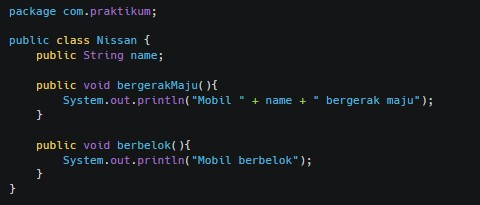 package com.praktikum;
public class Nissan {
public String name;
public void bergerakMaju(){
System.out.println("Mobil " + name + " bergerak maju");
}
public void berbelok(){
System.out.println("Mobil berbelok");
}
}